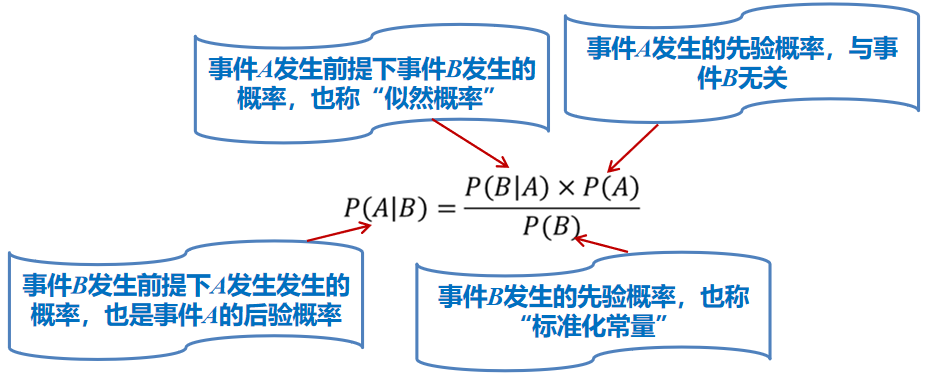 事件A发生前提下事件B发生的
概率，也称“似然概率”
事件A发生的先验概率，与事
件B无关
P(A|B) = \frac{P(B|A) × P(A)}{P(B)}
事件B发生前提下A发生发生的
概率，也是事件A的后验概率
事件B发生的先验概率，也称
“标准化常量”